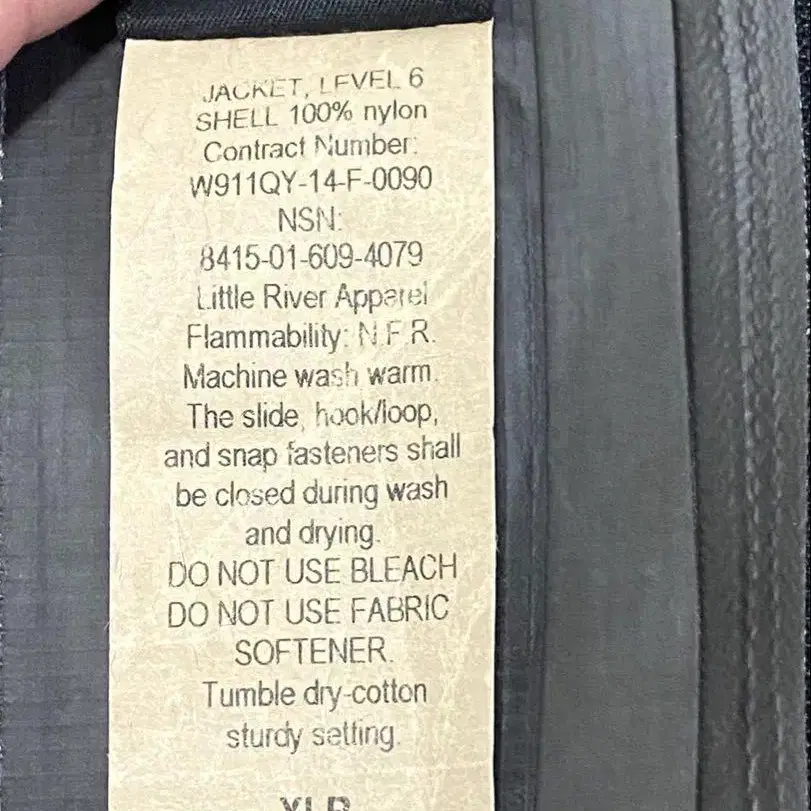 JACKET, LEVEL 6
SHELL 100% nylon
Contract Number:
W911QY-14-F-0090
NSN:
8415-01-609-4079
Little River Apparel
Flammability: N.F.R.
Machine wash warm.
The slide, hook/loop,
and snap fasteners shall
be closed during wash
and drying.
DO NOT USE BLEACH
DO NOT USE FABRIC
SOFTENER.
Tumble dry-cotton
sturdy setting.